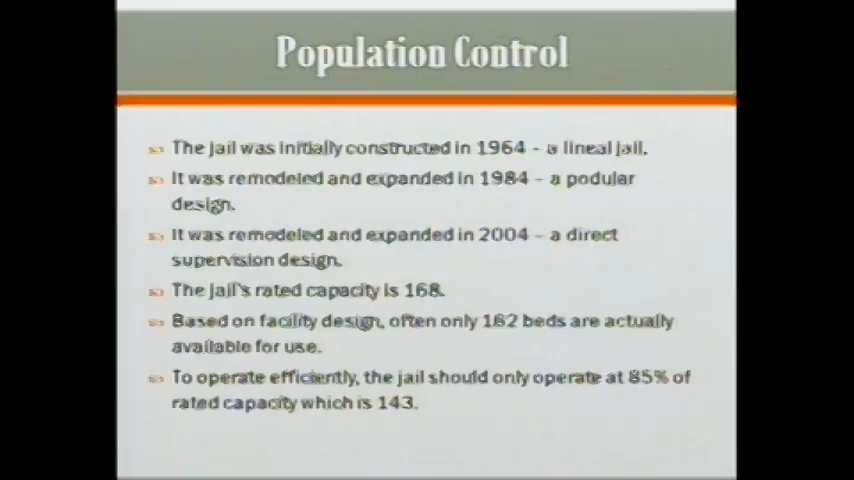 Population Control
The jail was initially constructed in 1964 – a lineal jail.
It was remodeled and expanded in 1984 – a podular
design.
It was remodeled and expanded in 2004 – a direct
supervision design.
The jail's rated capacity is 168.
Based on facility design, often only 162 beds are actually
available for use.
To operate efficiently, the jail should only operate at 85% of
rated capacity which is 143.